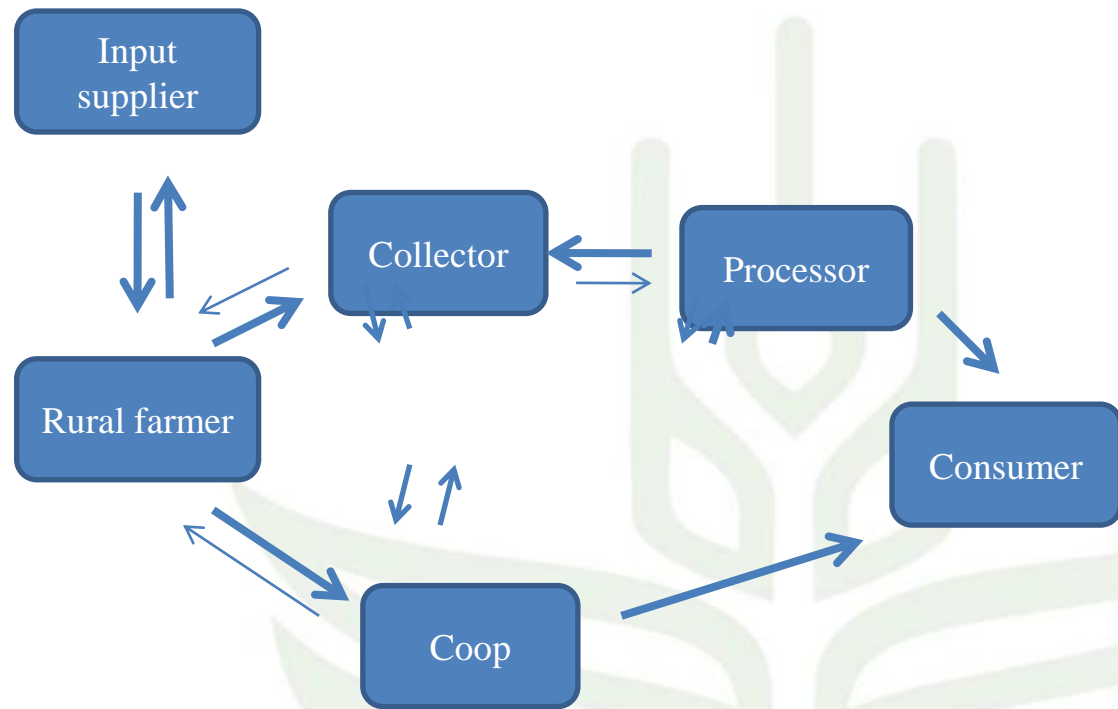 Input
supplier
Collector
Processor
Rural farmer
Consumer
Coop